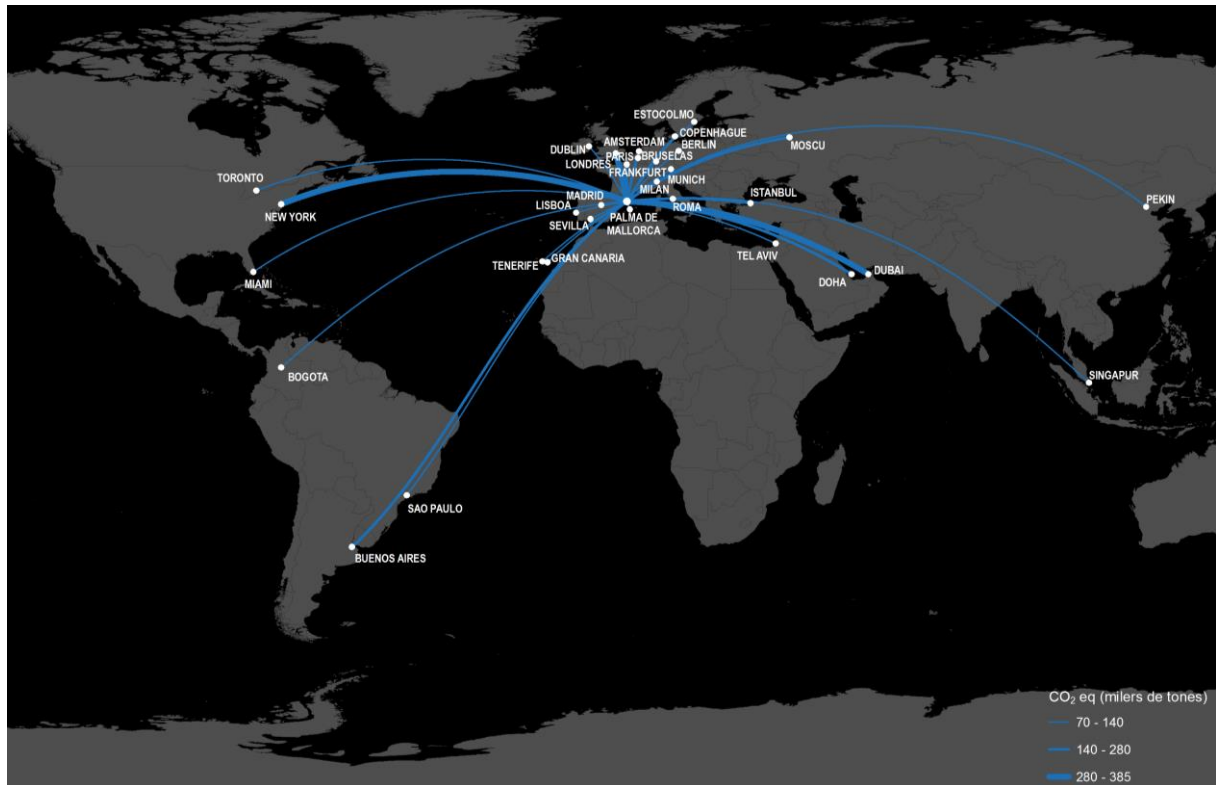 ESTOCOLMO
COPENHAGUE
AMSTERDAM
BERLIN
MOSCU
DUBLIN
PARIS
BRUSELAS
LONDRES
FRANKFURT
MUNICH
MILAN
TORONTO
MADRID
ISTANBUL
LISBOA
ROMA
PEKIN
NEW YORK
SEVILLA
PALMA DE
MALLORCA
TEL AVIV
TENERIFE
GRAN CANARIA
DOHA
DUBAI
MIAMI
BOGOTA
SINGAPUR
SAO PAULO
BUENOS AIRES
CO₂ eq (milers de tones)
70 - 140
140 - 280
280 - 385